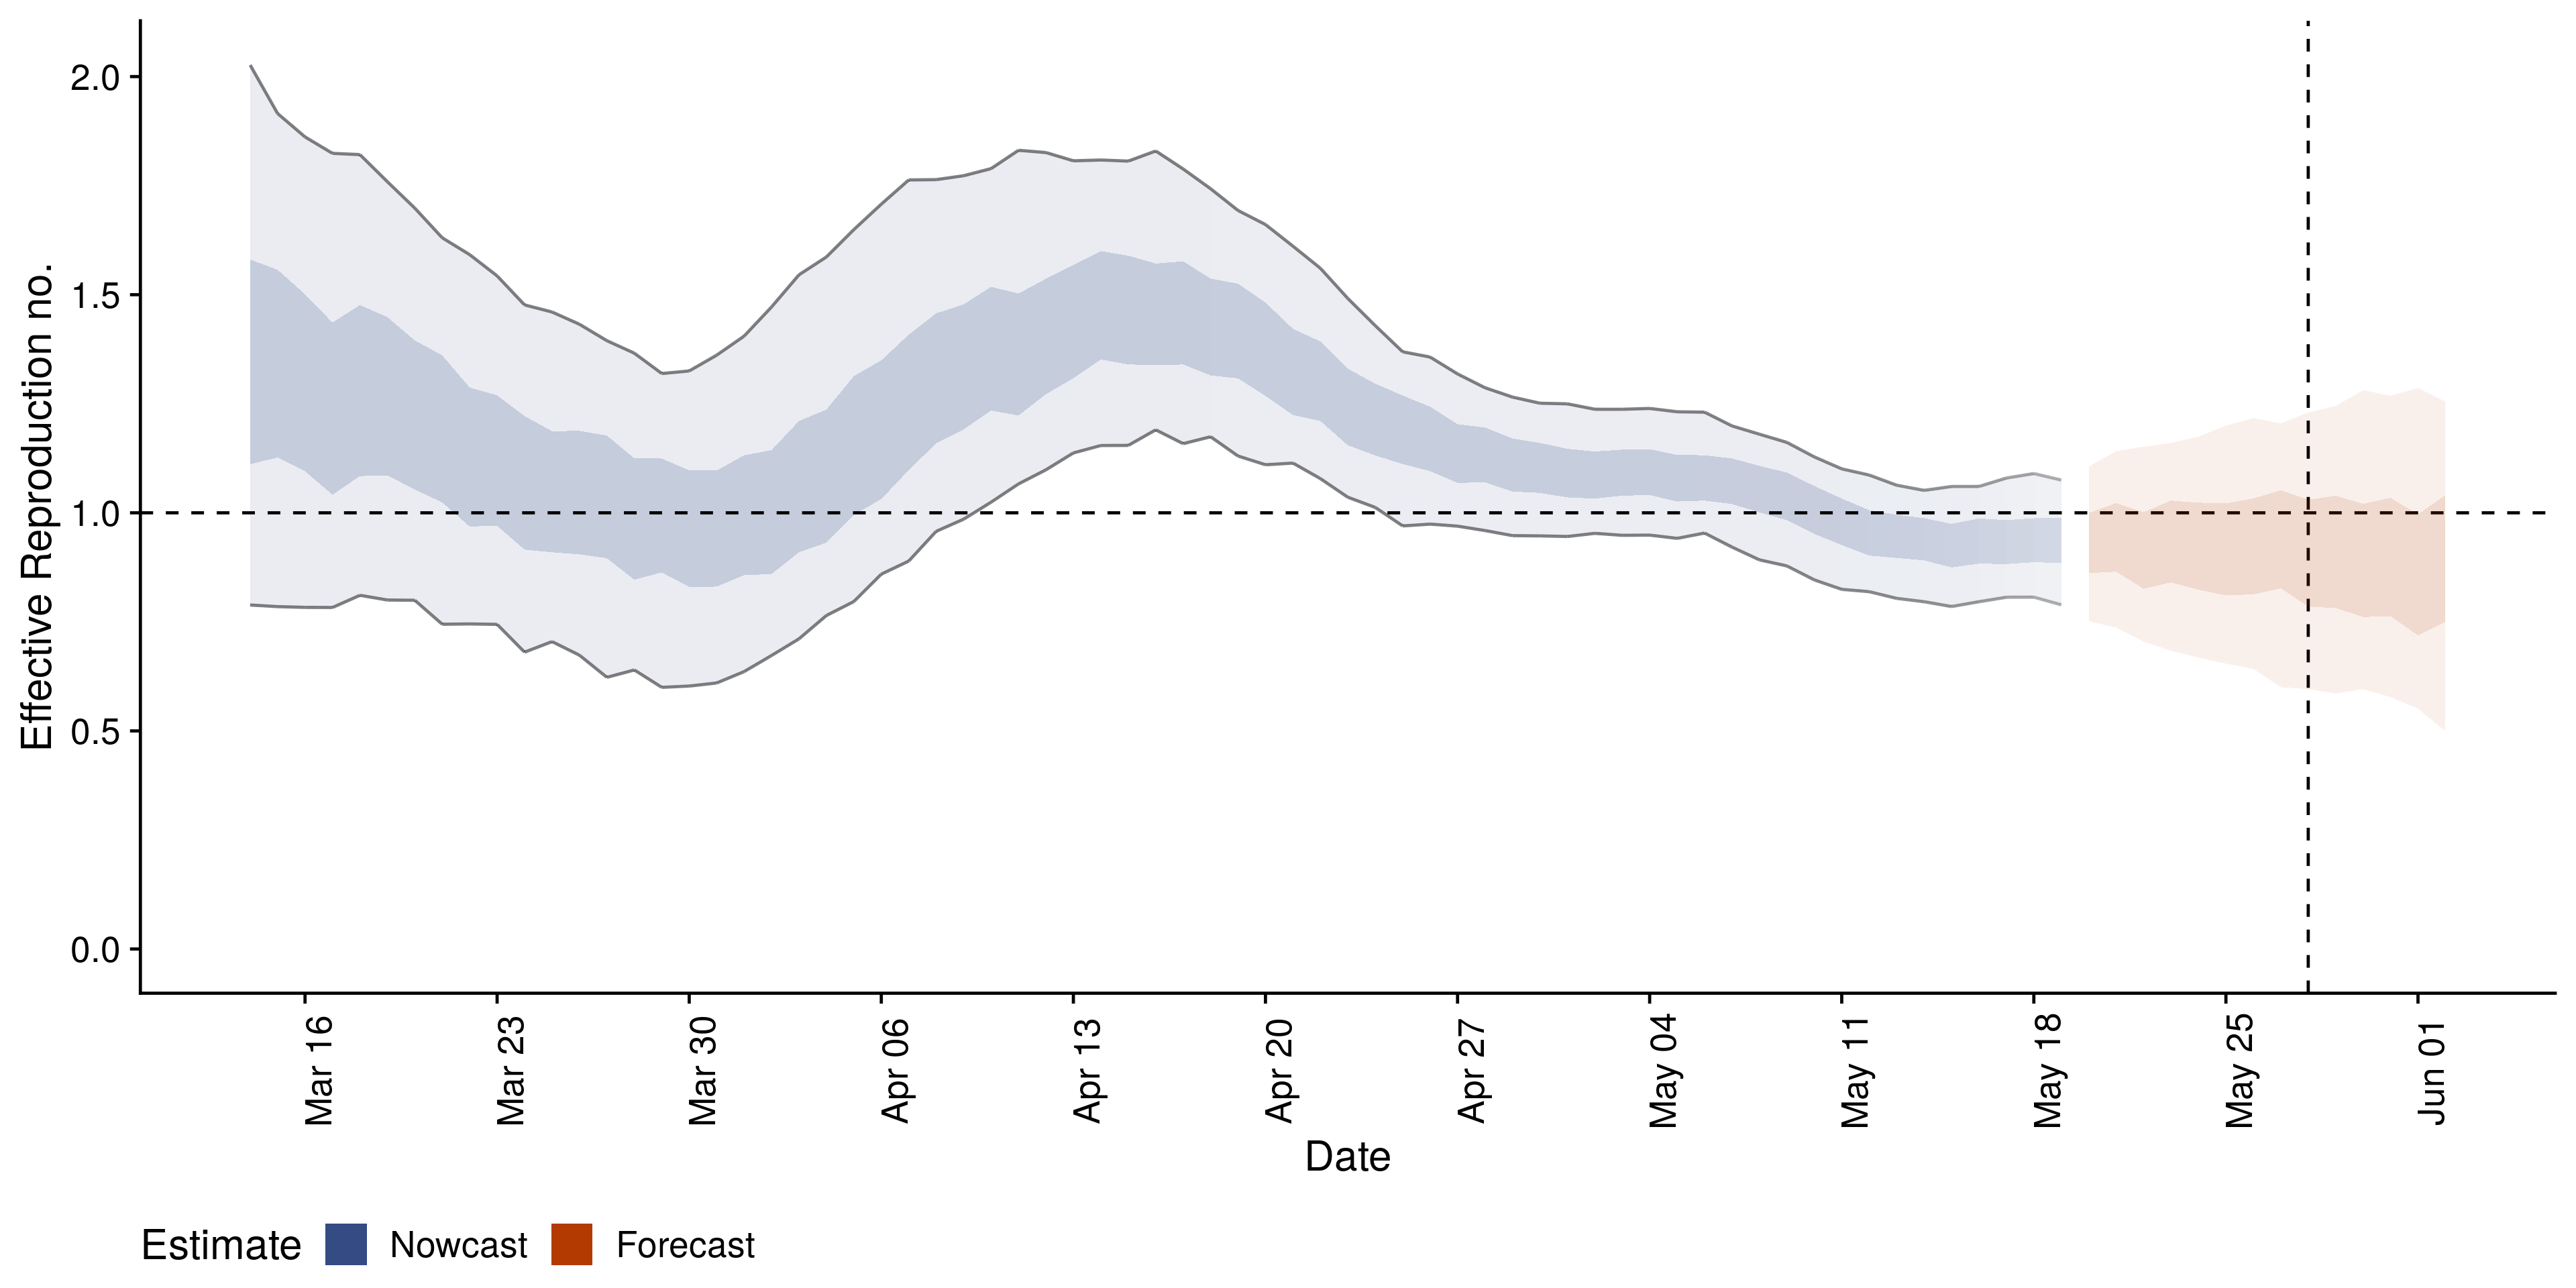 Effective Reproduction no.
2.0
1.5
1.0
0.5
0.0
Mar 16
Mar 23
Mar 30
Apr 06
Apr 13
Apr 20
Apr 27
May 04
May 11
May 18
May 25
Jun 01
Date
Estimate Nowcast Forecast